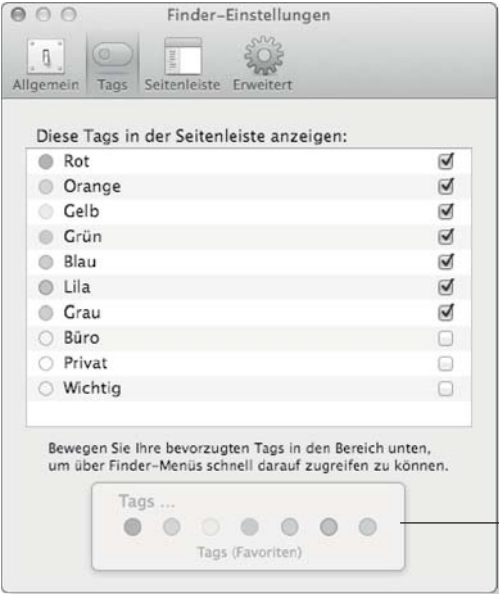 Finder-Einstellungen
Allgemein Tags Seitenleiste Erweitert
Diese Tags in der Seitenleiste anzeigen:
Rot
Orange
Gelb
Grün
Blau
Lila
Grau
Büro
Privat
Wichtig
Bewegen Sie Ihre bevorzugten Tags in den Bereich unten,
um über Finder-Menüs schnell darauf zugreifen zu können.
Tags ...
Tags (Favoriten)